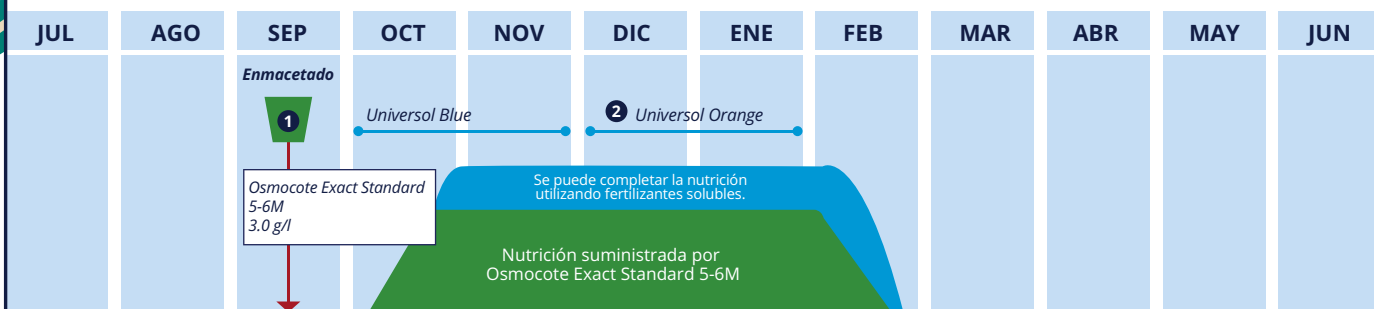 JUL AGO SEP OCT NOV DIC ENE FEB MAR ABR MAY JUN
Enmacetado
1
Universol Blue
2 Universol Orange
Osmocote Exact Standard
5-6M
3.0 g/l
Se puede completar la nutrición
utilizando fertilizantes solubles.
Nutrición suministrada por
Osmocote Exact Standard 5-6M